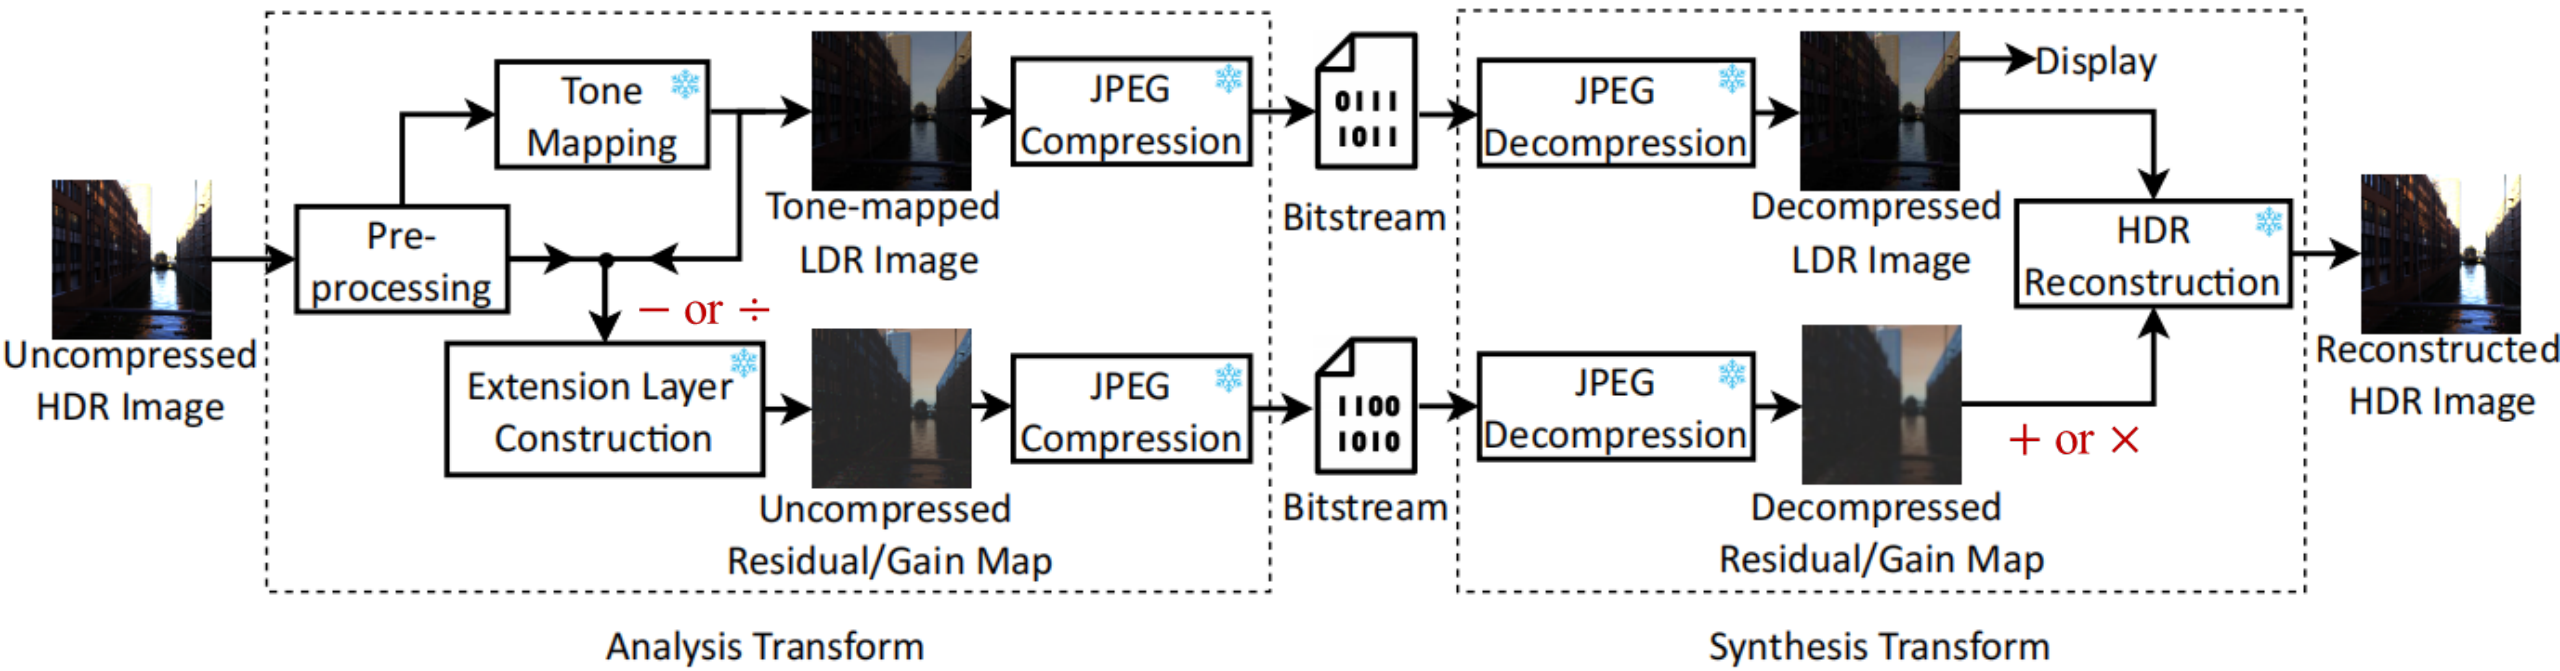 Uncompressed
HDR Image
Pre-
processing
Tone
Mapping
− or ÷
Extension Layer
Construction
Tone-mapped
LDR Image
Uncompressed
Residual/Gain Map
JPEG
Compression
JPEG
Compression
Analysis Transform
0111
1011
Bitstream
1100
1010
Bitstream
JPEG
Decompression
JPEG
Decompression
Decompressed
LDR Image
Display
Decompressed
Residual/Gain Map
+ or ×
HDR
Reconstruction
Synthesis Transform
Reconstructed
HDR Image